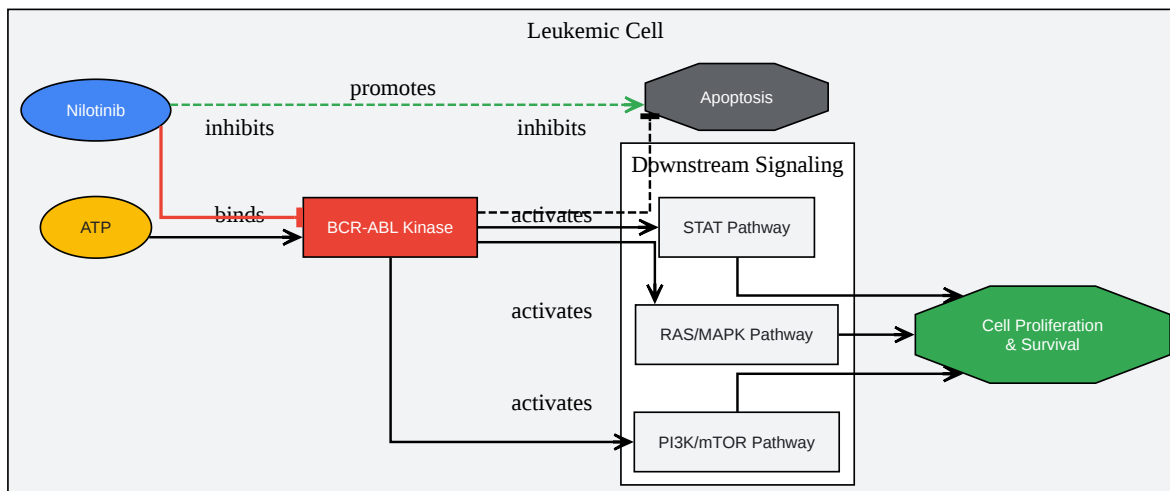 Leukemic Cell
promotes
Nilotinib
Apoptosis
inhibits
inhibits
Downstream Signaling
binds
activates
ATP
BCR-ABL Kinase
STAT Pathway
activates
RAS/MAPK Pathway
Cell Proliferation
& Survival
activates
PI3K/mTOR Pathway